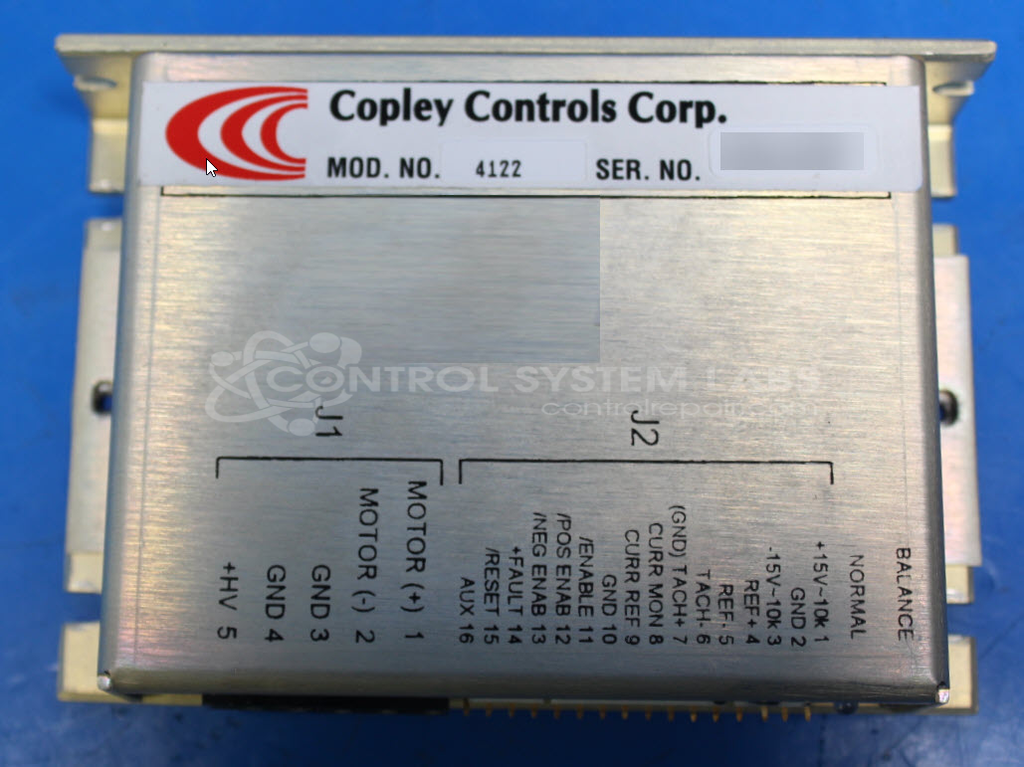 Copley Controls Corp.
MOD. NO. 4122 SER. NO.
CONTROL SYSTEM LABS
controlrepair.com
J1
MOTOR (+) 1
MOTOR (-) 2
GND 3
GND 4
+HV 5
J2
BALANCE
NORMAL
+15V~10k 1
GND 2
-15V~10k 3
REF+ 4
REF- 5
TACH- 6
(GND) TACH+ 7
CURR MON 8
CURR REF 9
GND 10
/ENABLE 11
/POS ENAB 12
/NEG ENAB 13
+FAULT 14
/RESET 15
AUX 16